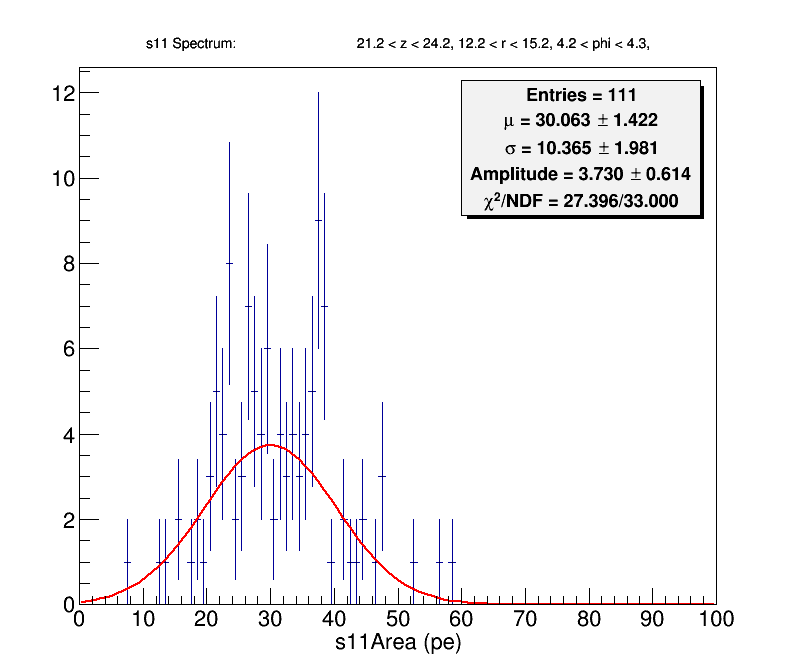 s11 Spectrum: 21.2 < z < 24.2, 12.2 < r < 15.2, 4.2 < phi < 4.3,
Entries = 111
μ = 30.063 ± 1.422
σ = 10.365 ± 1.981
Amplitude = 3.730 ± 0.614
χ²/NDF = 27.396/33.000
12
10
8
6
4
2
0
0 10 20 30 40 50 60 70 80 90 100
s11Area (pe)